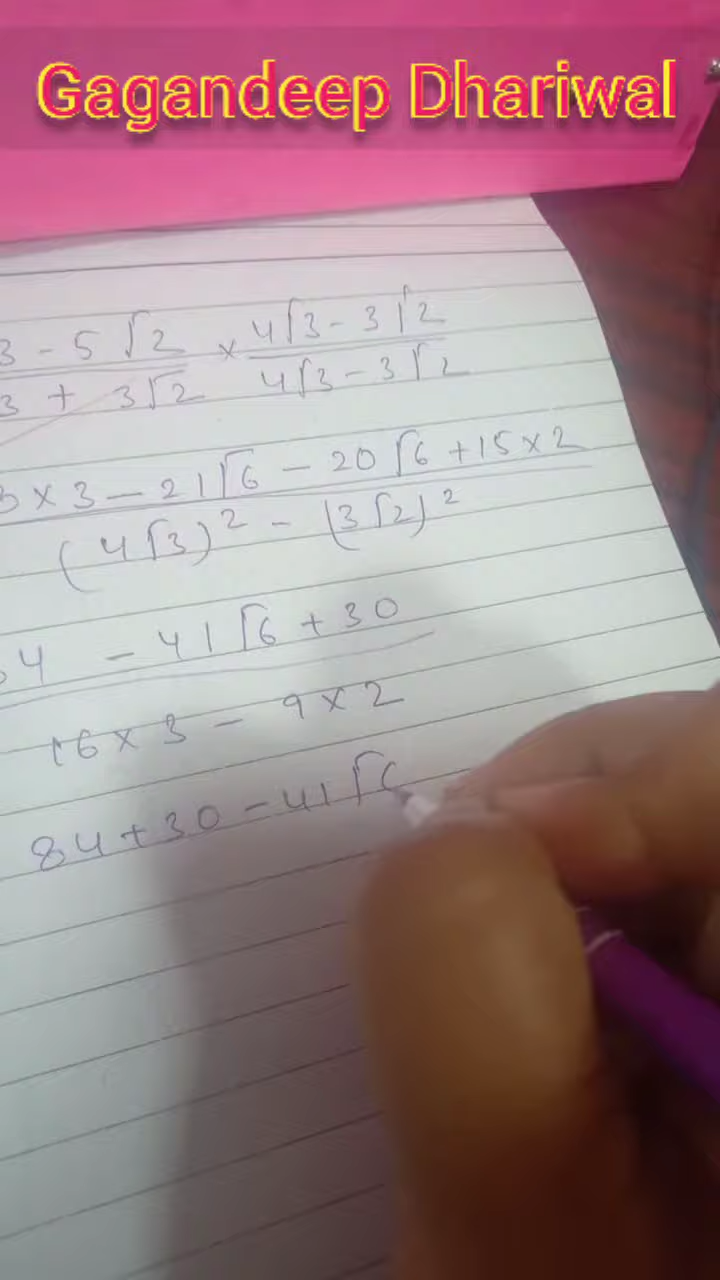 Gagandeep Dhariwal
3 - 5√2 × 4√3 - 3√2
3 + 3√2 4√3 - 3√2
× 3 - 21√6 - 20√6 + 15 × 2
(4√3)² - (3√2)²
4 - 41√6 + 30
16 × 3 - 9 × 2
84 + 30 - 41√6